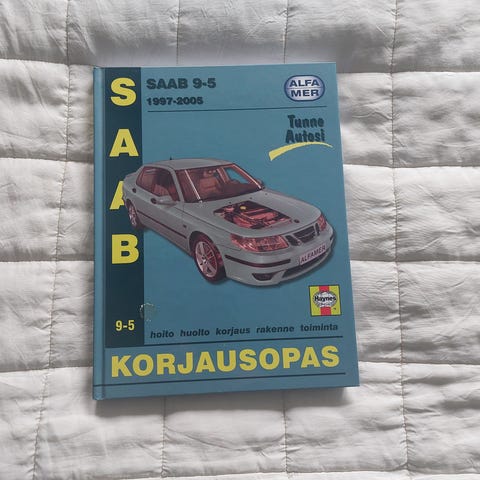 SAAB
SAAB 9-5
1997-2005
ALFA
MER
Tunne
Autosi
ALFAMER
Haynes
9-5
hoito huolto korjaus rakenne toiminta
KORJAUSOPAS